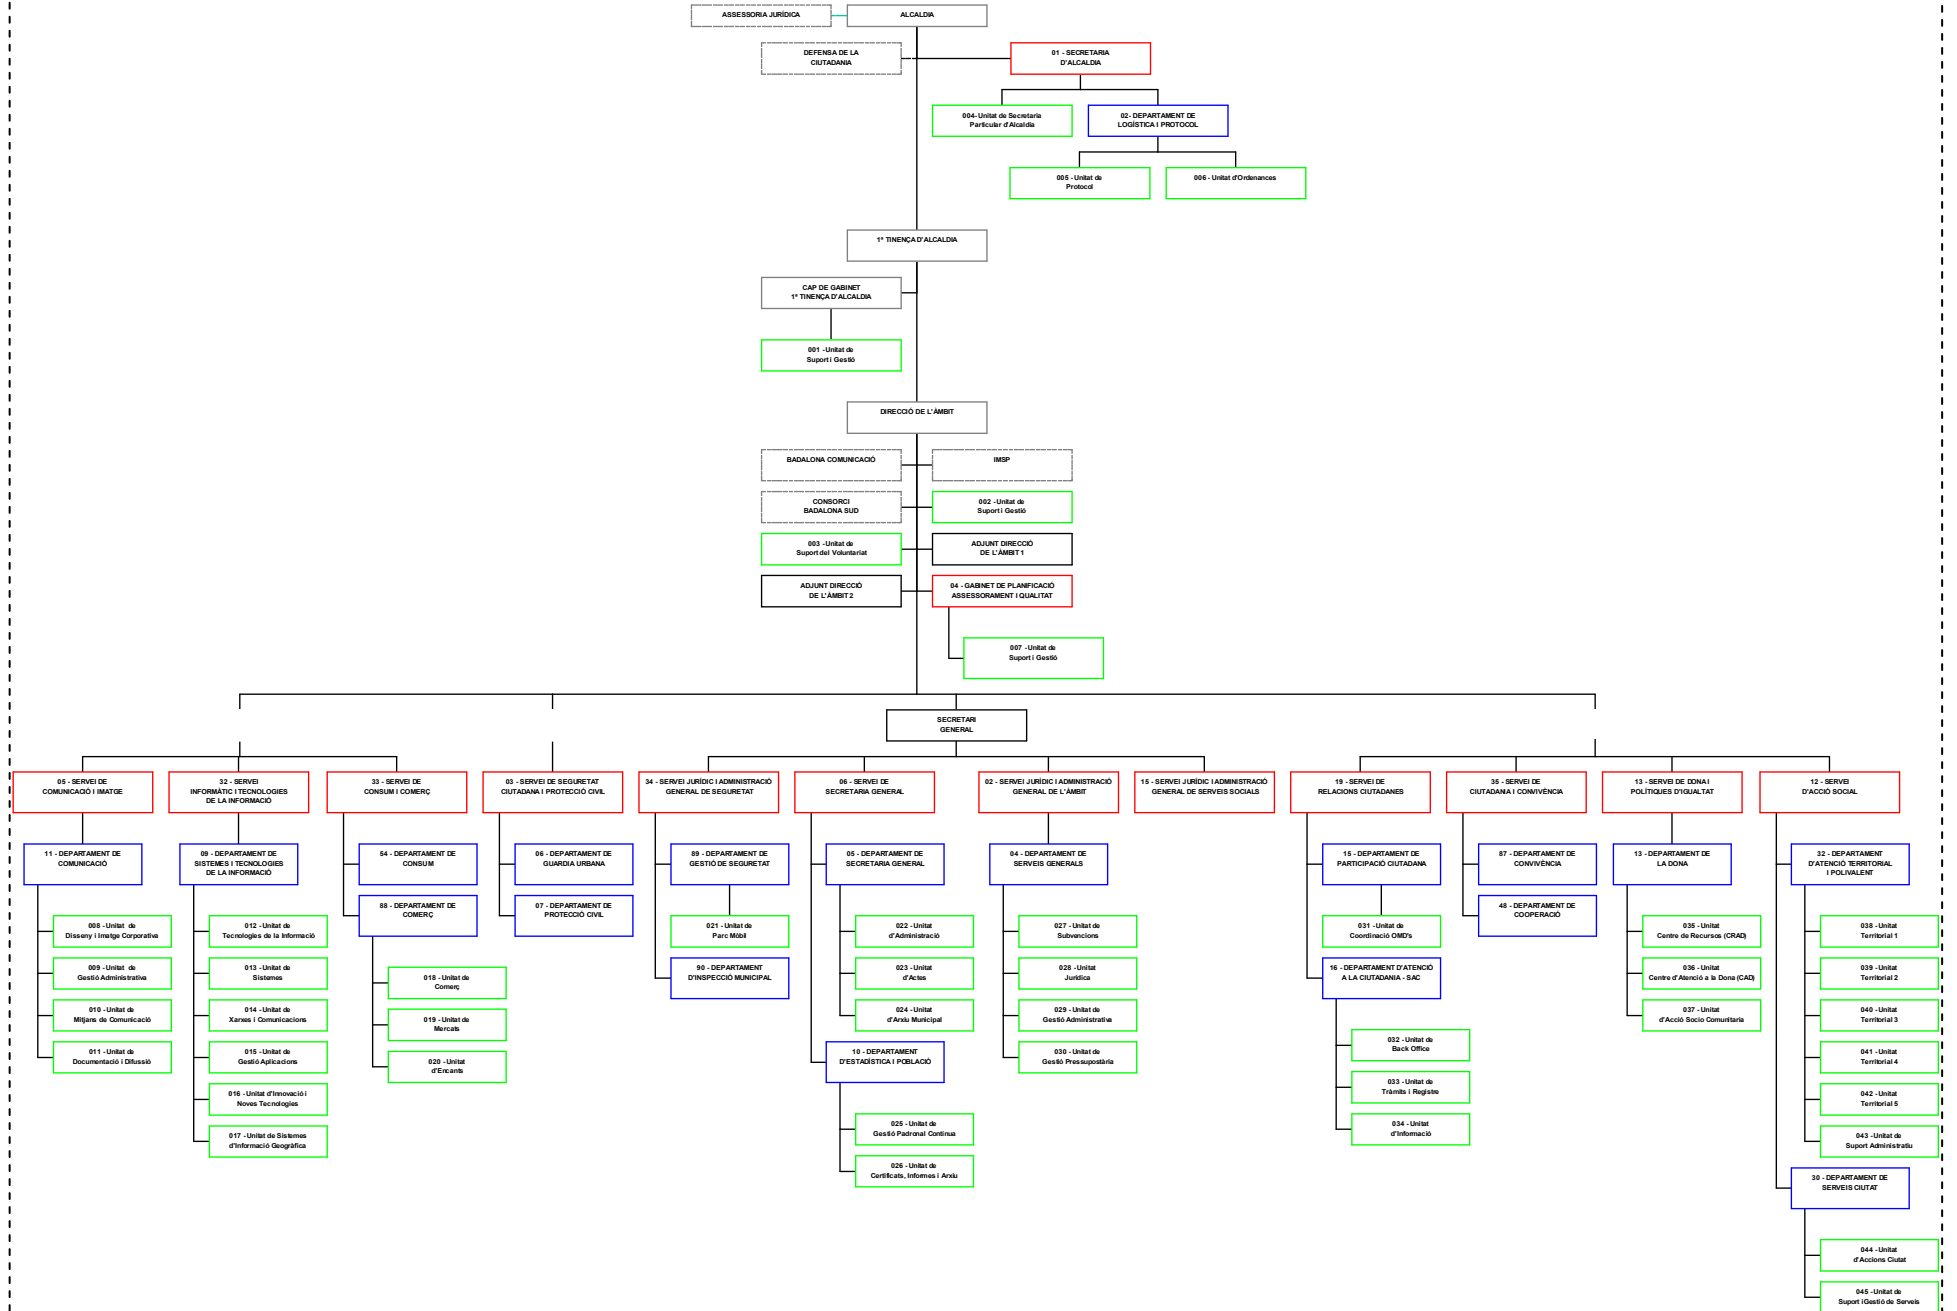 ASSESSORIA JURÍDICA
ALCALDIA
DEFENSA DE LA
CIUTADANIA
01 - SECRETARIA
D'ALCALDIA
004- Unitat de Secretaria
Particular d'Alcaldia
02- DEPARTAMENT DE
LOGÍSTICA I PROTOCOL
005 - Unitat de
Protocol
006 - Unitat d'Ordenances
1ª TINENÇA D'ALCALDIA
CAP DE GABINET
1ª TINENÇA D'ALCALDIA
001 - Unitat de
Suport i Gestió
DIRECCIÓ DE L'ÀMBIT
BADALONA COMUNICACIÓ
IMSP
CONSORCI
BADALONA SUD
002 - Unitat de
Suport i Gestió
003 - Unitat de
Suport del Voluntariat
ADJUNT DIRECCIÓ
DE L'ÀMBIT 1
ADJUNT DIRECCIÓ
DE L'ÀMBIT 2
04 - GABINET DE PLANIFICACIÓ
ASSESSORAMENT I QUALITAT
007 - Unitat de
Suport i Gestió
SECRETARI
GENERAL
05 - SERVEI DE
COMUNICACIÓ I IMATGE
32 - SERVEI
INFORMÀTIC I TECNOLOGIES
DE LA INFORMACIÓ
33 - SERVEI DE
CONSUM I COMERÇ
03 - SERVEI DE SEGURETAT
CIUTADANA I PROTECCIÓ CIVIL
34 - SERVEI JURÍDIC I ADMINISTRACIÓ
GENERAL DE SEGURETAT
06 - SERVEI DE
SECRETARIA GENERAL
02 - SERVEI JURÍDIC I ADMINISTRACIÓ
GENERAL DE L'ÀMBIT
15 - SERVEI JURÍDIC I ADMINISTRACIÓ
GENERAL DE SERVEIS SOCIALS
19 - SERVEI DE
RELACIONS CIUTADANES
35 - SERVEI DE
CIUTADANIA I CONVIVÈNCIA
13 - SERVEI DE DONA I
POLÍTIQUES D'IGUALTAT
12 - SERVEI
D'ACCIÓ SOCIAL
11 - DEPARTAMENT DE
COMUNICACIÓ
008 - Unitat de
Disseny i Imatge Corporativa
009 - Unitat de
Gestió Administrativa
010 - Unitat de
Mitjans de Comunicació
011 - Unitat de
Documentació i Difussió
09 - DEPARTAMENT DE
SISTEMES I TECNOLOGIES
DE LA INFORMACIÓ
012 - Unitat de
Tecnologies de la Informació
013 - Unitat de
Sistemes
014 - Unitat de
Xarxes i Comunicacions
015 - Unitat de
Gestió Aplicacions
016 - Unitat d'Innovació i
Noves Tecnologies
017 - Unitat de Sistemes
d'Informació Geogràfica
54 - DEPARTAMENT DE
CONSUM
88 - DEPARTAMENT DE
COMERÇ
018 - Unitat de
Comerç
019 - Unitat de
Mercats
020 - Unitat
d'Encants
06 - DEPARTAMENT DE
GUARDIA URBANA
07 - DEPARTAMENT DE
PROTECCIÓ CIVIL
89 - DEPARTAMENT DE
GESTIÓ DE SEGURETAT
021 - Unitat de
Parc Mòbil
90 - DEPARTAMENT
D'INSPECCIÓ MUNICIPAL
05 - DEPARTAMENT DE
SECRETARIA GENERAL
022 - Unitat
d'Administració
023 - Unitat
d'Actes
024 - Unitat
d'Arxiu Municipal
10 - DEPARTAMENT
D'ESTADÍSTICA I POBLACIÓ
025 - Unitat de
Gestió Padronal Contínua
026 - Unitat de
Certificats, Informes i Arxiu
04 - DEPARTAMENT DE
SERVEIS GENERALS
027 - Unitat de
Subvencions
028 - Unitat
Jurídica
029 - Unitat de
Gestió Administrativa
030 - Unitat de
Gestió Pressupostària
15 - DEPARTAMENT DE
PARTICIPACIÓ CIUTADANA
031 - Unitat de
Coordinació OMD's
16 - DEPARTAMENT D'ATENCIÓ
A LA CIUTADANIA - SAC
032 - Unitat de
Back Office
033 - Unitat de
Tràmits i Registre
034 - Unitat
d'Informació
87 - DEPARTAMENT DE
CONVIVÈNCIA
48 - DEPARTAMENT DE
COOPERACIÓ
13 - DEPARTAMENT DE
LA DONA
035 - Unitat
Centre de Recursos (CRAD)
036 - Unitat
Centre d'Atenció a la Dona (CAD)
037 - Unitat
d'Acció Socio Comunitaria
32 - DEPARTAMENT
D'ATENCIÓ TERRITORIAL
I POLIVALENT
038 - Unitat
Territorial 1
039 - Unitat
Territorial 2
040 - Unitat
Territorial 3
041 - Unitat
Territorial 4
042 - Unitat
Territorial 5
043 - Unitat de
Suport Administratiu
30 - DEPARTAMENT DE
SERVEIS CIUTAT
044 - Unitat
d'Accions Ciutat
045 - Unitat de
Suport i Gestió de Serveis